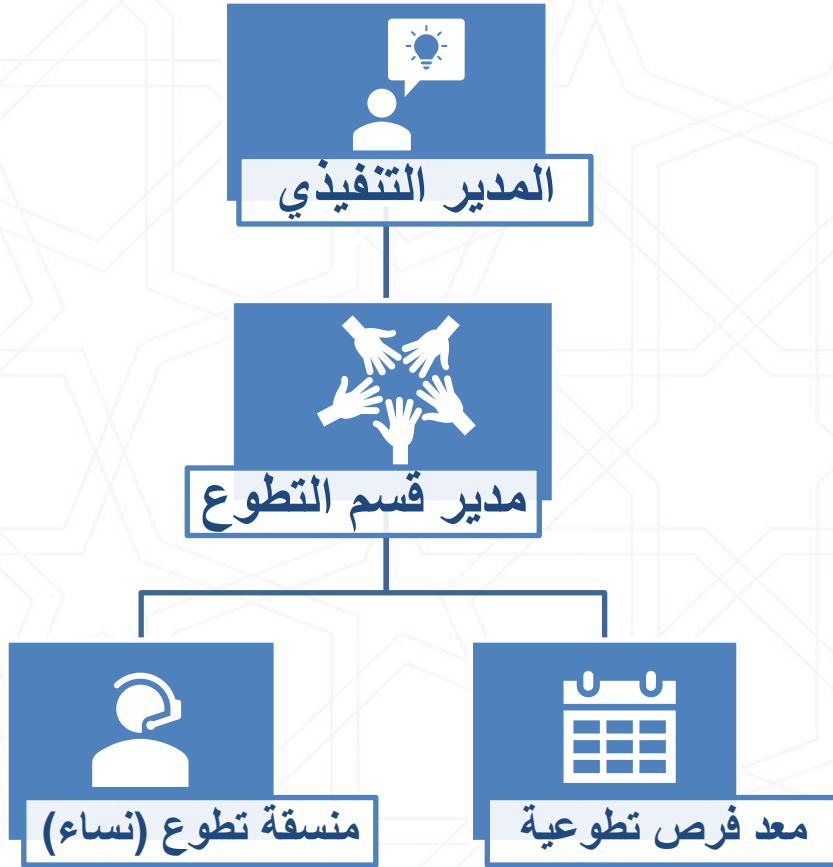 المدير التنفيذي
مدير قسم التطوع
معد فرص تطوعية
منسقة تطوع (نساء)